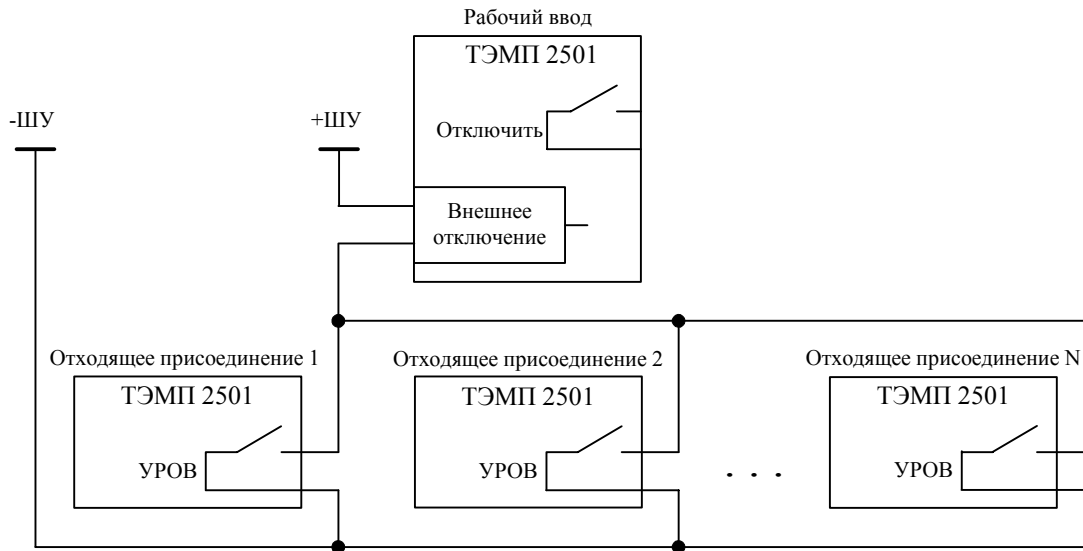 Рабочий ввод
ТЭМП 2501
-ШУ
+ШУ
Отключить
Внешнее
отключение
Отходящее присоединение 1
Отходящее присоединение 2
Отходящее присоединение N
ТЭМП 2501
ТЭМП 2501
ТЭМП 2501
УРОВ
УРОВ
. . .
УРОВ